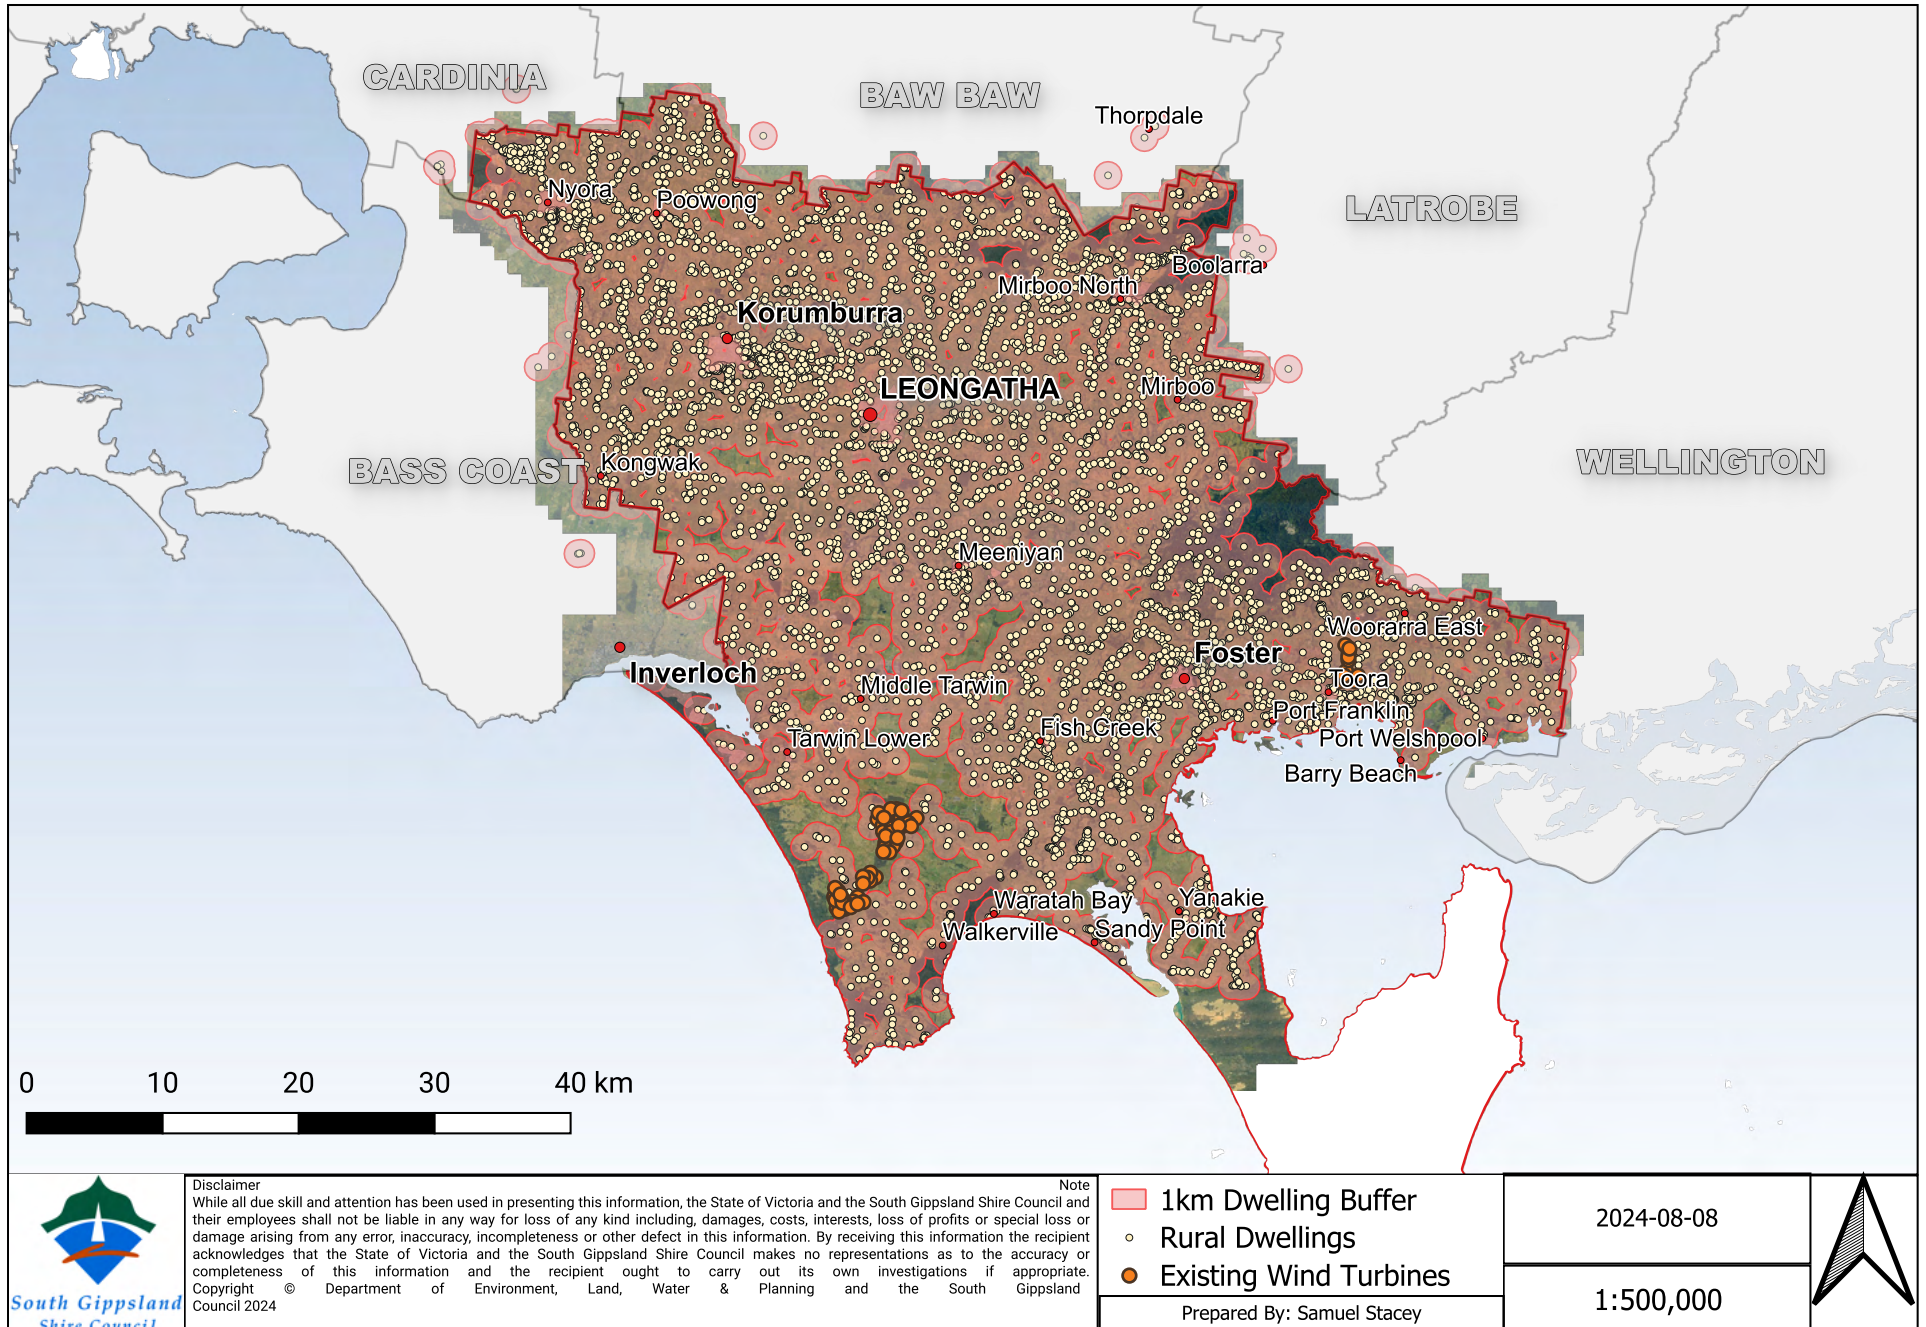 CARDINIA
BAW BAW
Thorpdale
LATROBE
Nyora
Poowong
Boolarra
Mirboo North
Korumburra
LEONGATHA
Mirboo
BASS COAST
Kongwak
WELLINGTON
Meeniyan
Woorarra East
Foster
Inverloch
Toora
Middle Tarwin
Port Franklin
Fish Creek
Tarwin Lower
Port Welshpool
Barry Beach
Waratah Bay
Yanakie
Walkerville
Sandy Point
0 10 20 30 40 km
South Gippsland
Shire Council
Disclaimer Note
While all due skill and attention has been used in presenting this information, the State of Victoria and the South Gippsland Shire Council and
their employees shall not be liable in any way for loss of any kind including, damages, costs, interests, loss of profits or special loss or
damage arising from any error, inaccuracy, incompleteness or other defect in this information. By receiving this information the recipient
acknowledges that the State of Victoria and the South Gippsland Shire Council makes no representations as to the accuracy or
completeness of this information and the recipient ought to carry out its own investigations if appropriate.
Copyright © Department of Environment, Land, Water & Planning and the South Gippsland
Council 2024
1km Dwelling Buffer
Rural Dwellings
Existing Wind Turbines
Prepared By: Samuel Stacey
2024-08-08
1:500,000